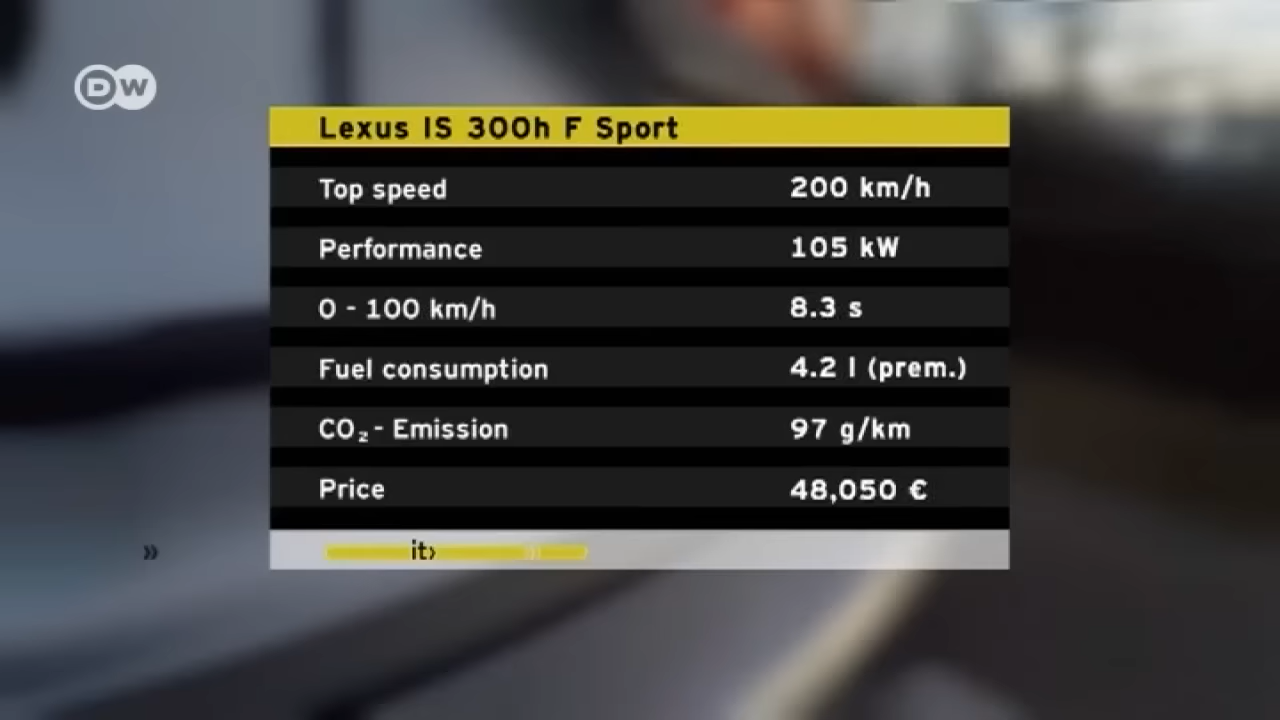 DW
Lexus IS 300h F Sport
Top speed 200 km/h
Performance 105 kW
0 - 100 km/h 8.3 s
Fuel consumption 4.2 l (prem.)
CO₂ - Emission 97 g/km
Price 48,050 €
» it›